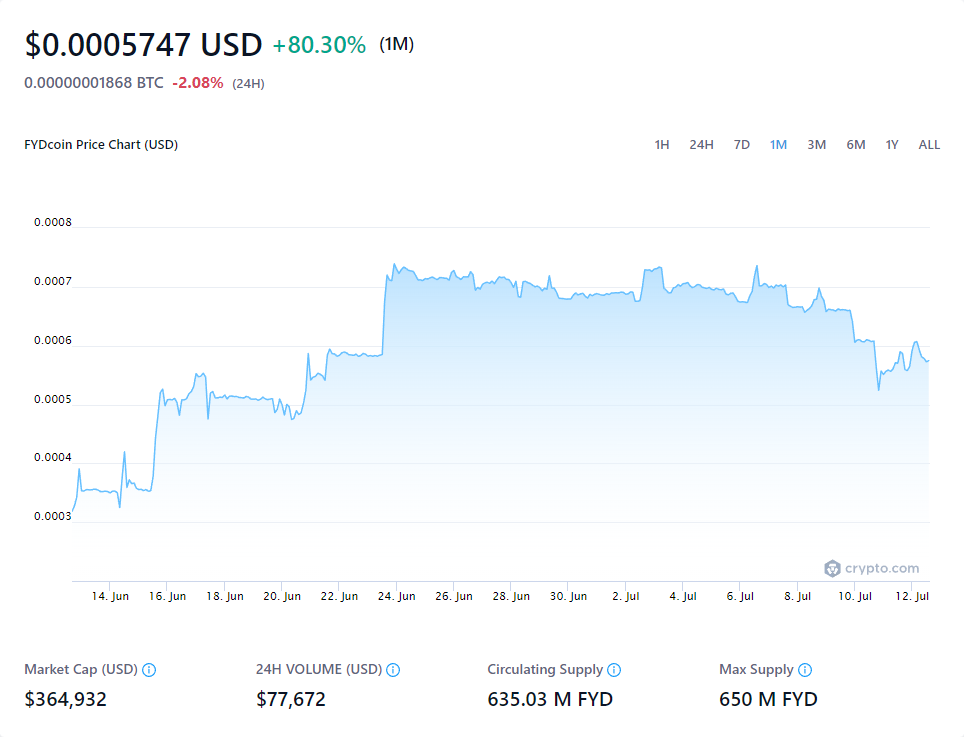 $0.0005747 USD +80.30% (1M)
0.00000001868 BTC -2.08% (24H)
FYDcoin Price Chart (USD) 1H 24H 7D 1M 3M 6M 1Y ALL
0.0008
0.0007
0.0006
0.0005
0.0004
0.0003
crypto.com
14. Jun 16. Jun 18. Jun 20. Jun 22. Jun 24. Jun 26. Jun 28. Jun 30. Jun 2. Jul 4. Jul 6. Jul 8. Jul 10. Jul 12. Jul
Market Cap (USD) 24H VOLUME (USD) Circulating Supply Max Supply
$364,932 $77,672 635.03 M FYD 650 M FYD